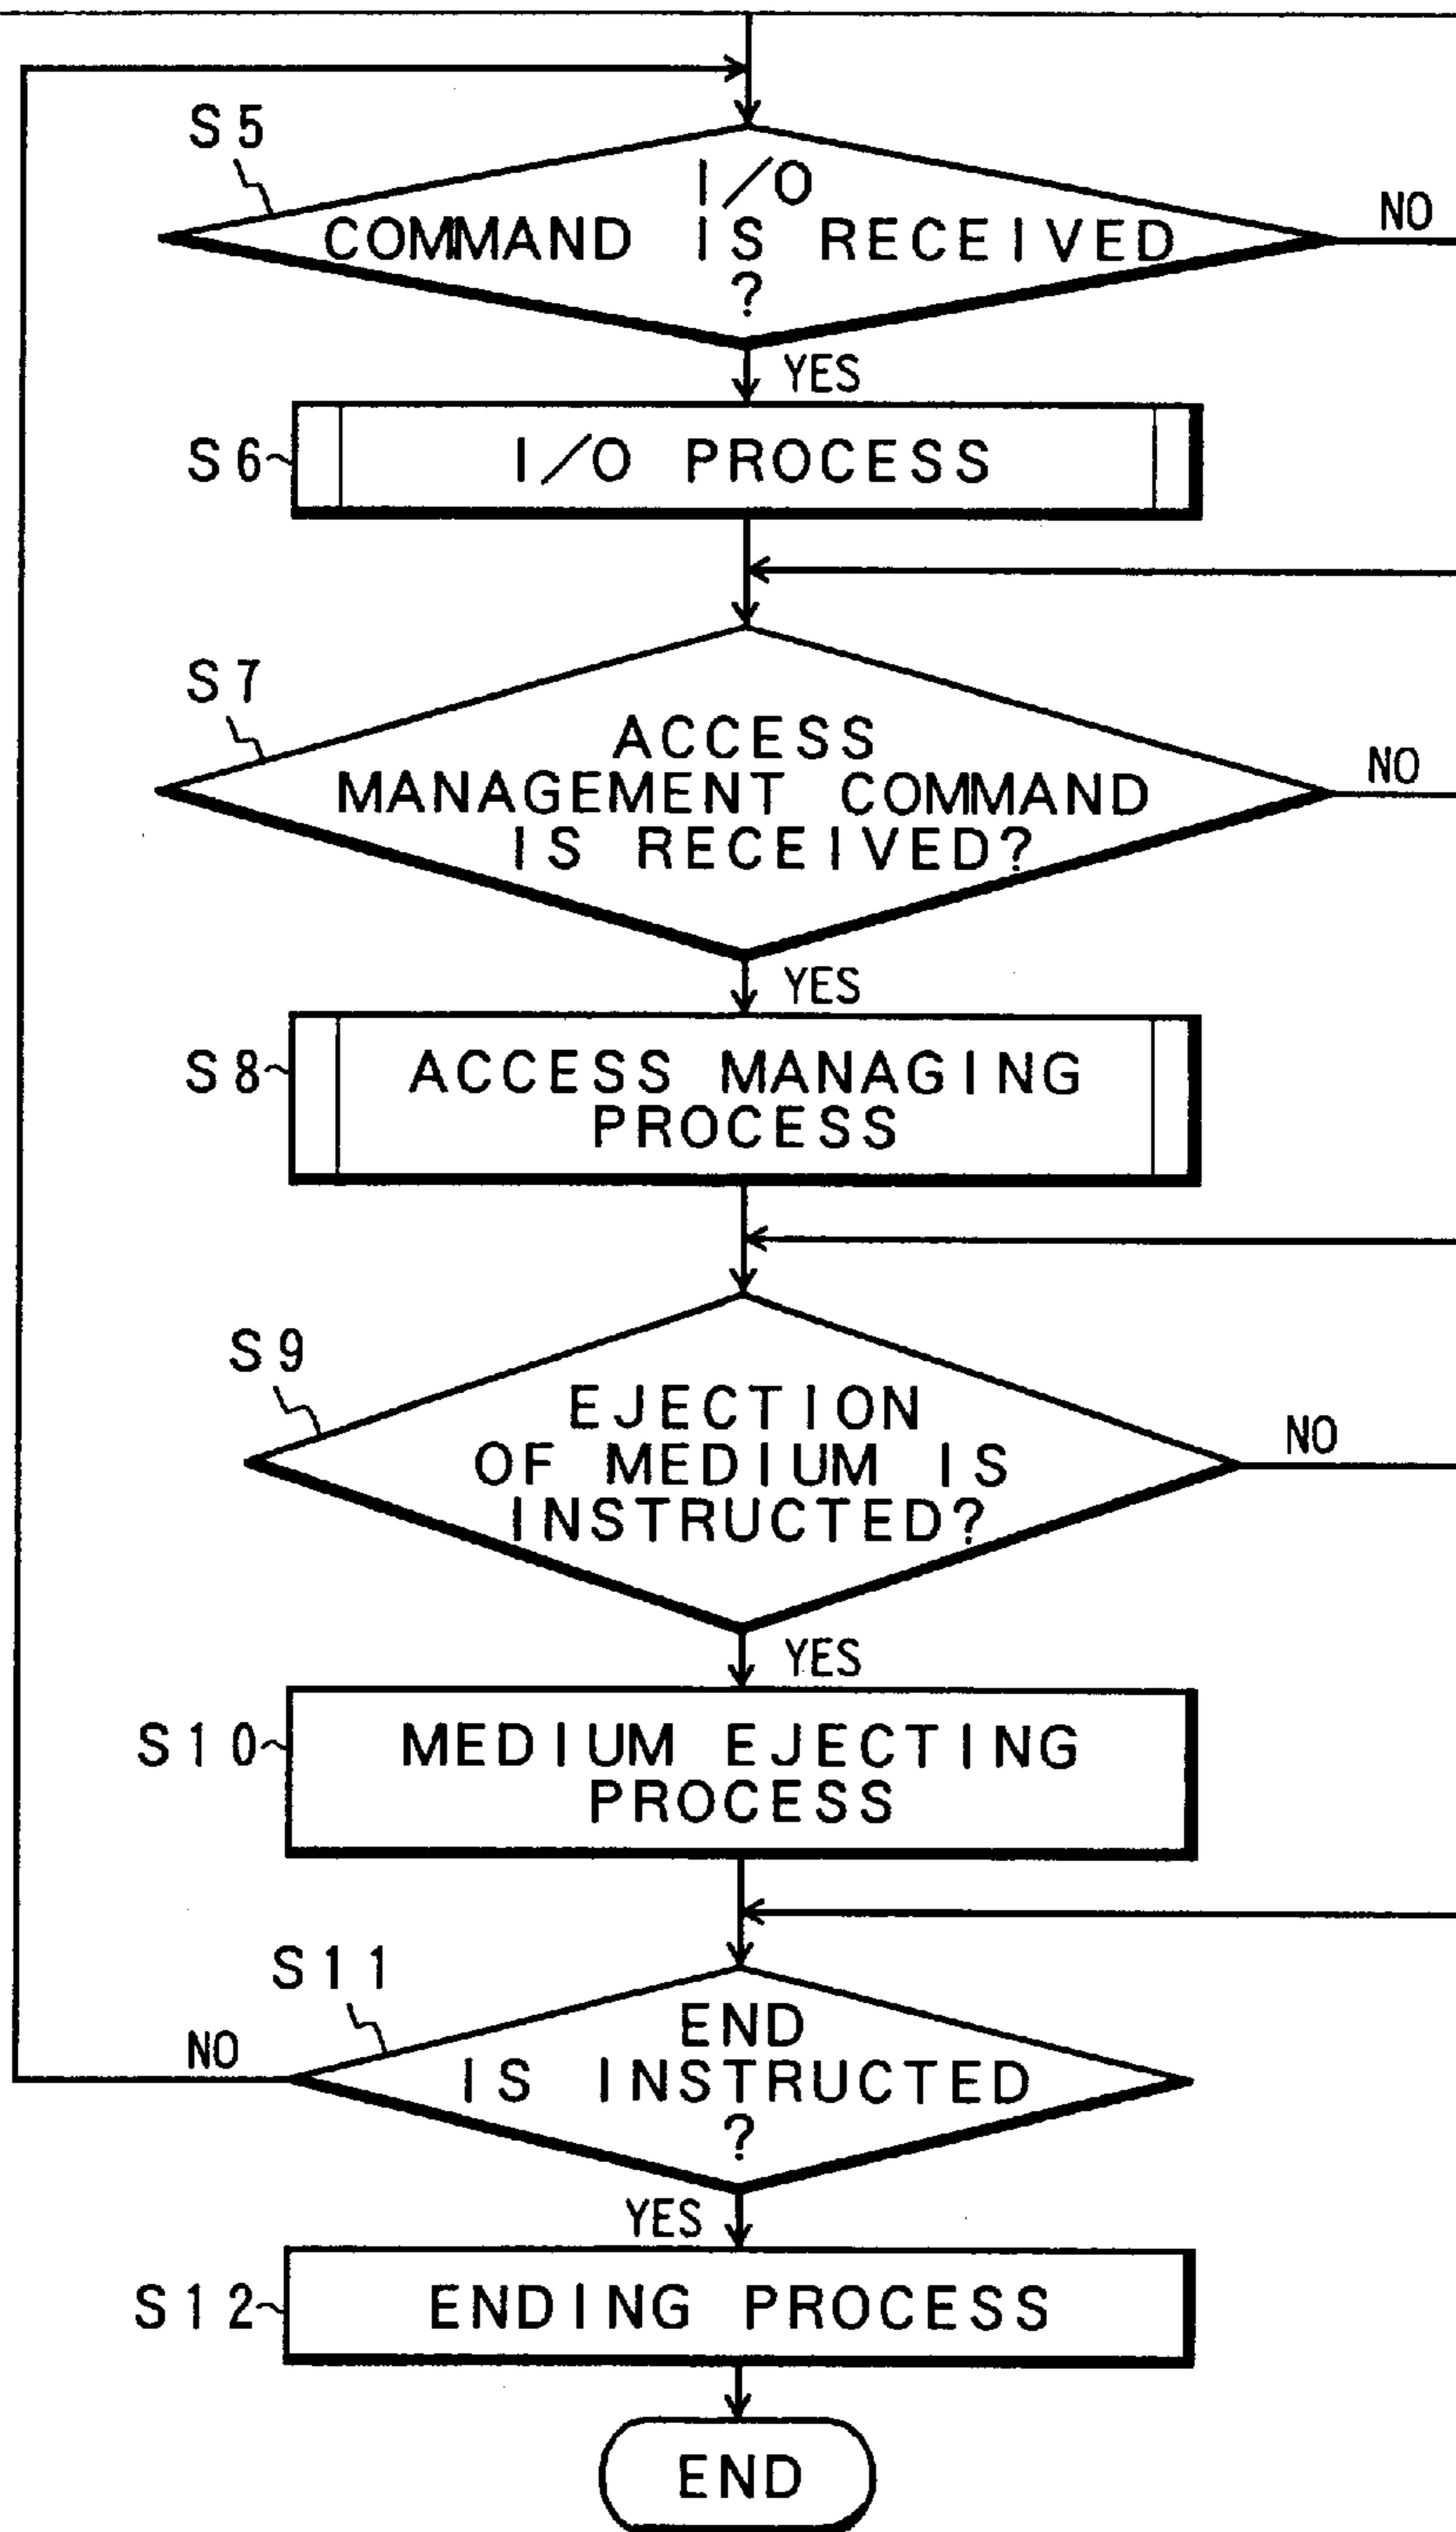 S5
I/O
COMMAND IS RECEIVED
?
NO
YES
S6
I/O PROCESS
S7
ACCESS
MANAGEMENT COMMAND
IS RECEIVED?
NO
YES
S8
ACCESS MANAGING
PROCESS
S9
EJECTION
OF MEDIUM IS
INSTRUCTED?
NO
YES
S10
MEDIUM EJECTING
PROCESS
S11
END
IS INSTRUCTED
?
NO
YES
S12
ENDING PROCESS
END